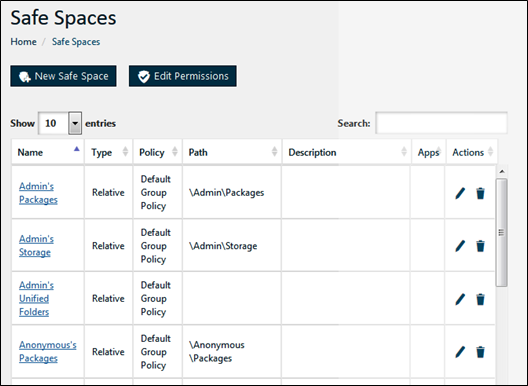 Safe Spaces
Home / Safe Spaces
New Safe Space Edit Permissions
Show 10 entries Search:
Name Type Policy Path Description Apps Actions
Admin's
Packages
Relative
Default
Group
Policy
\Admin\Packages
Admin's
Storage
Relative
Default
Group
Policy
\Admin\Storage
Admin's
Unified
Folders
Relative
Default
Group
Policy
Anonymous's
Packages
Relative
Default
Group
Policy
\Anonymous
\Packages